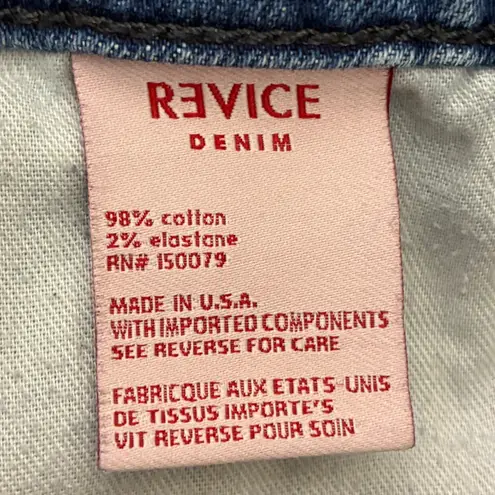 RƎVICE
DENIM
98% cotton
2% elastane
RN# 150079
MADE IN U.S.A.
WITH IMPORTED COMPONENTS
SEE REVERSE FOR CARE
FABRICQUE AUX ETATS-UNIS
DE TISSUS IMPORTE'S
VIT REVERSE POUR SOIN